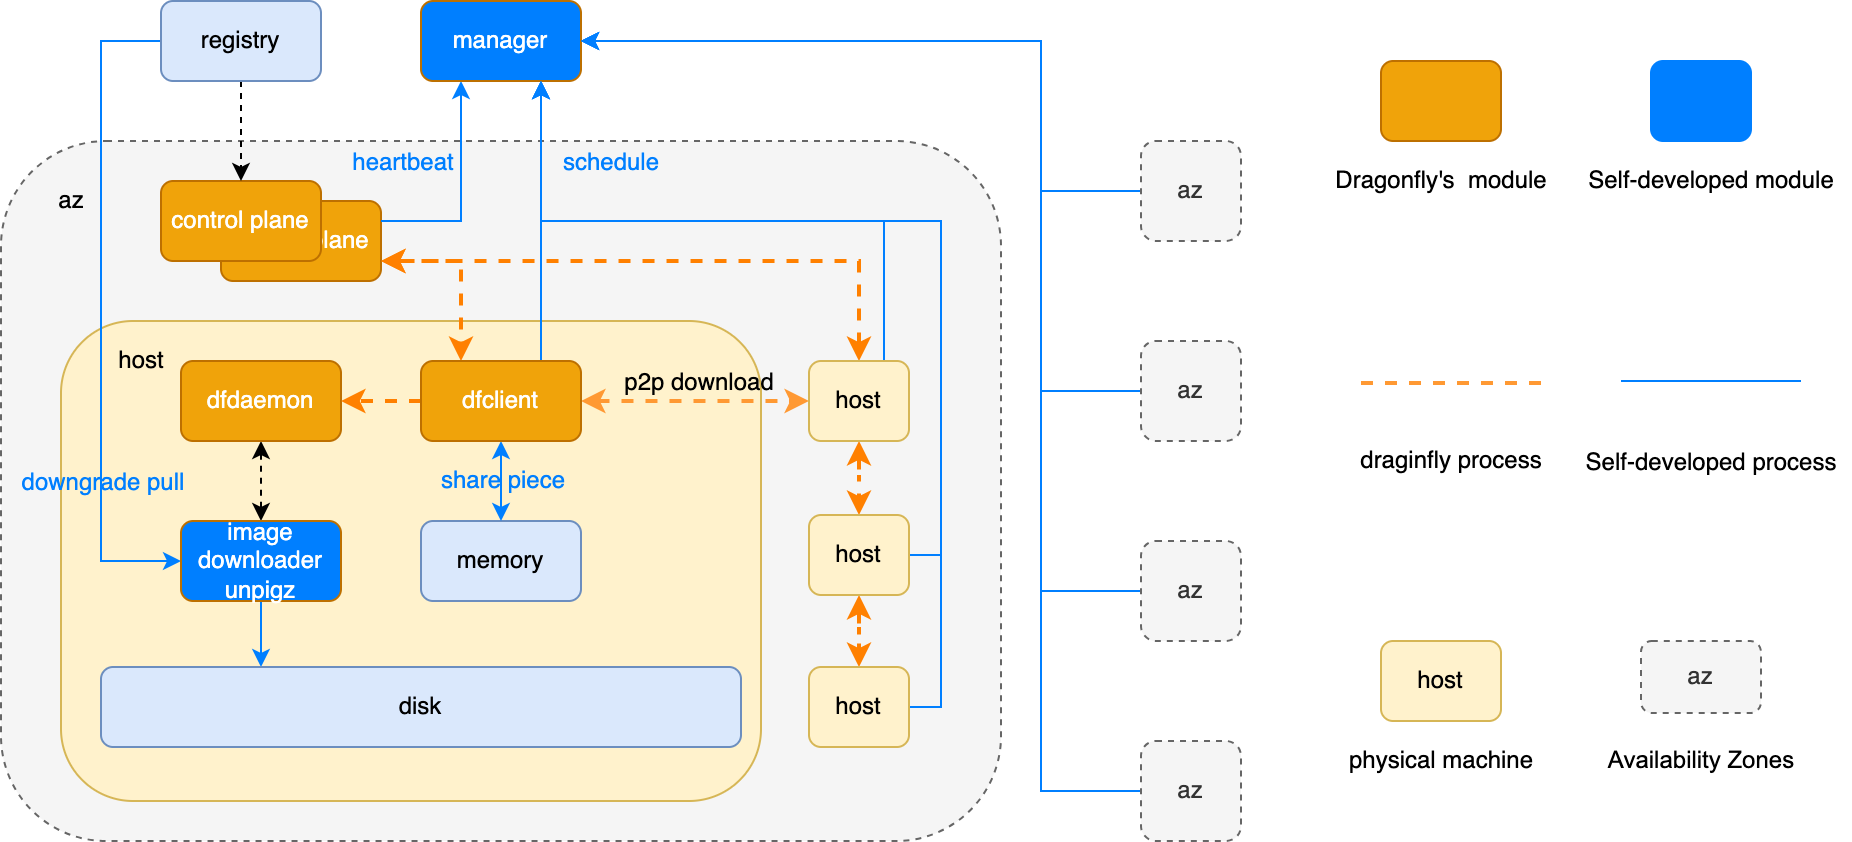 registry
manager
heartbeat
schedule
az
control plane
lane
host
dfdaemon
dfclient
p2p download
host
downgrade pull
share piece
image
downloader
unpigz
memory
host
disk
host
az
az
az
az
Dragonfly's  module
Self-developed module
draginfly process
Self-developed process
host
az
physical machine
Availability Zones